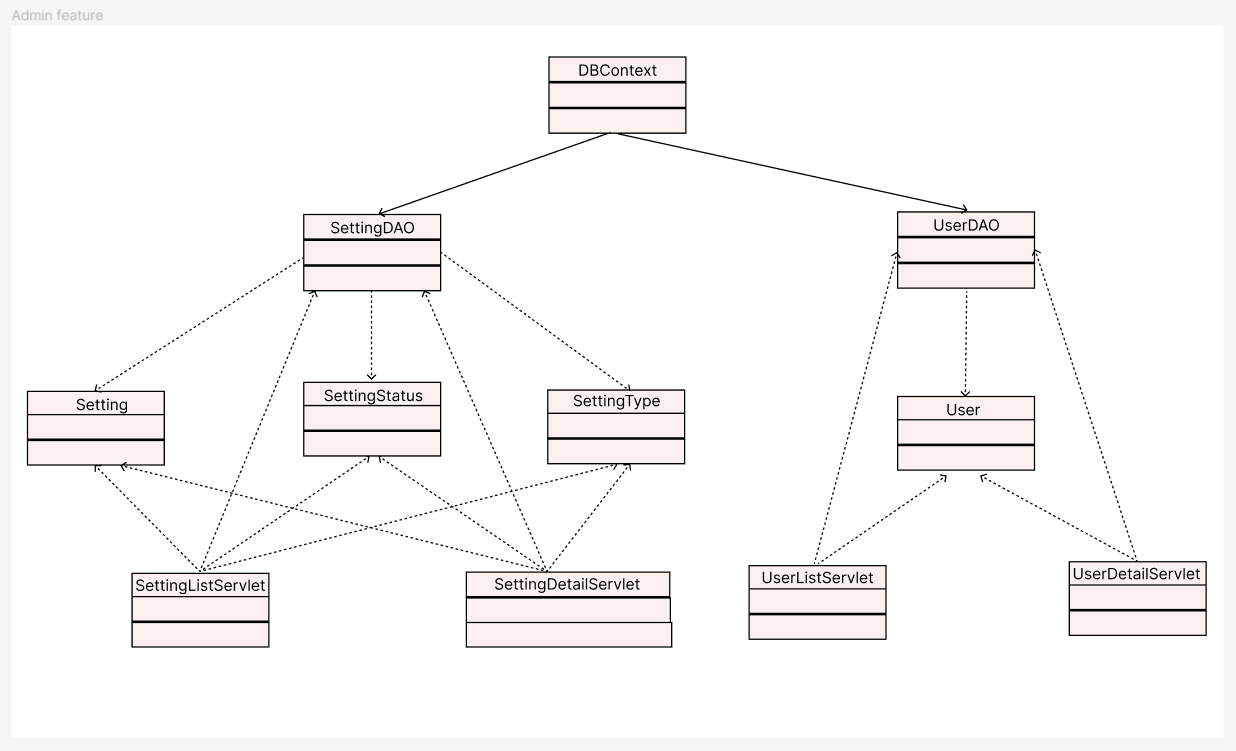 Admin feature
DBContext
SettingDAO
UserDAO
Setting
SettingStatus
SettingType
User
SettingListServlet
SettingDetailServlet
UserListServlet
UserDetailServlet